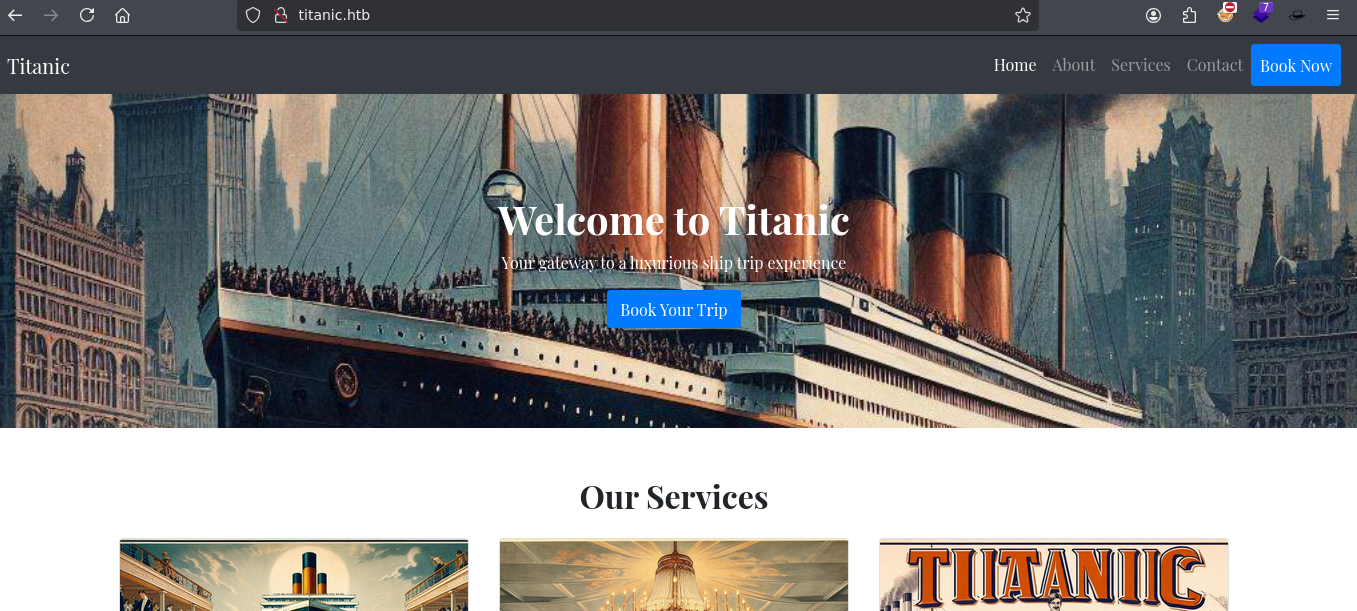 titanic.htb
7
Titanic
Home About Services Contact Book Now
Welcome to Titanic
Your gateway to a luxurious ship trip experience
Book Your Trip
Our Services
TITANIC